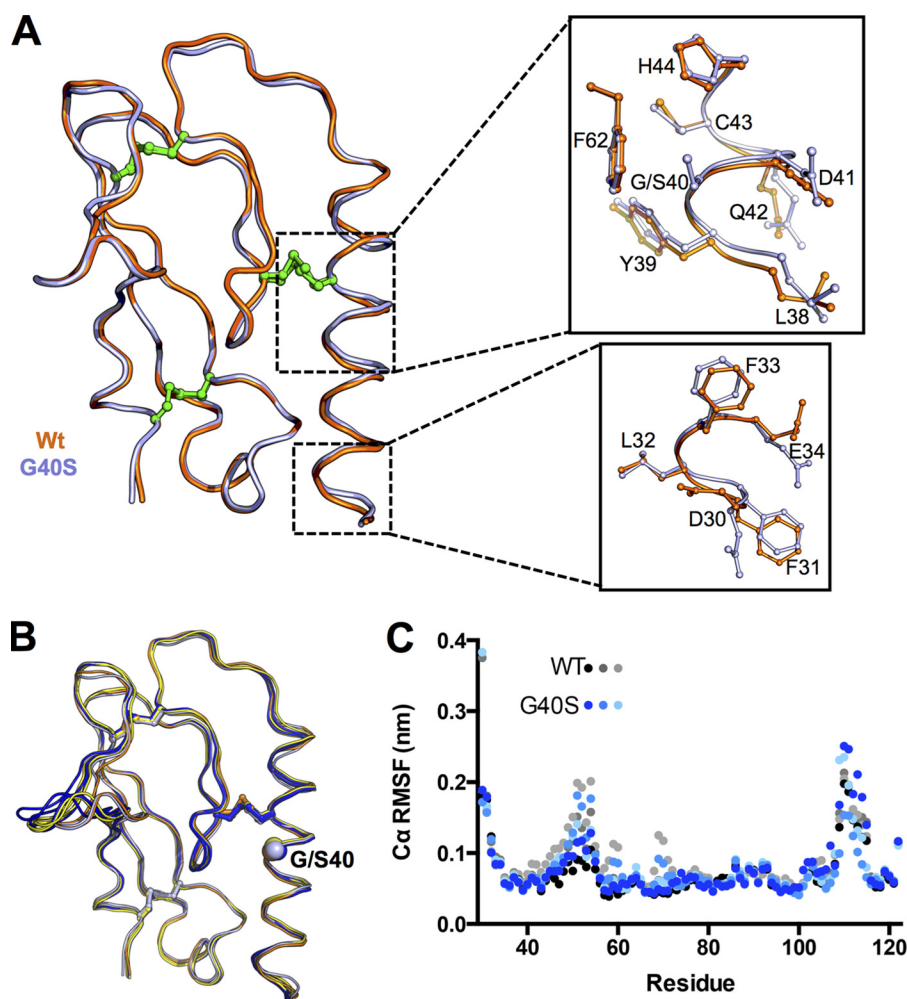 A
H44
C43
F62
G/S40
D41
Q42
Y39
L38
Wt
G40S
F33
L32
E34
D30
F31
B
G/S40
C
0.4
0.3
0.2
0.1
0.0
Cα RMSF (nm)
WT
G40S
40
60
80
100
120
Residue